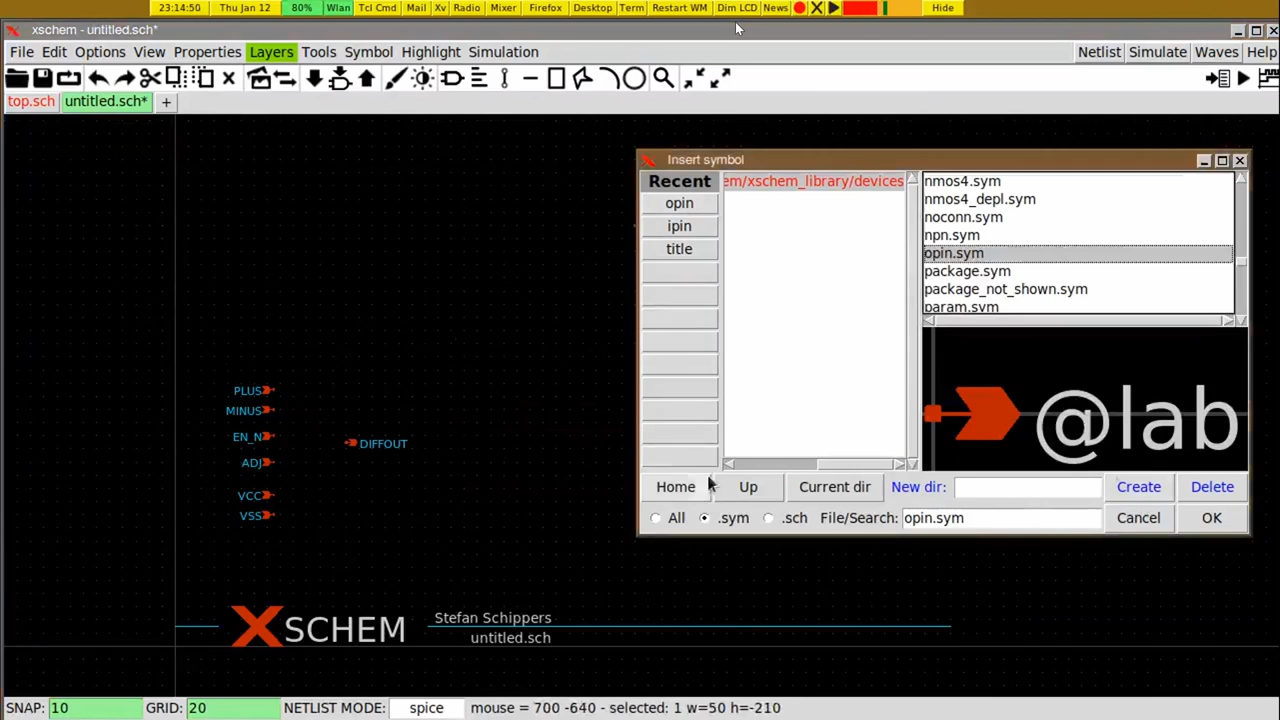 23:14:50 Thu Jan 12 80% Wlan Tcl Cmd Mail Xv Radio Mixer Firefox Desktop Term Restart WM Dim LCD News Hide
xschem - untitled.sch*
File Edit Options View Properties Layers Tools Symbol Highlight Simulation Netlist Simulate Waves Help
top.sch untitled.sch* +
Insert symbol
Recent
opin
ipin
title
em/xschem_library/devices
nmos4.sym
nmos4_depl.sym
noconn.sym
npn.sym
opin.sym
package.sym
package_not_shown.sym
param.sym
@lab
Home Up Current dir New dir: Create Delete
All .sym .sch File/Search: opin.sym Cancel OK
PLUS
MINUS
EN_N
DIFFOUT
ADJ
VCC
VSS
XSCHEM
Stefan Schippers
untitled.sch
SNAP: 10 GRID: 20 NETLIST MODE: spice mouse = 700 -640 - selected: 1 w=50 h=-210